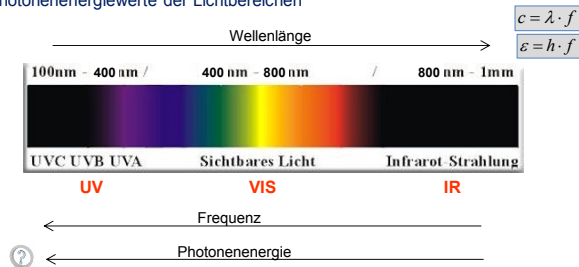 Photonenenergiewerte der Lichtbereichen
c = λ · f
Wellenlänge
ε = h · f
100nm - 400 nm / 400 nm - 800 nm / 800 nm - 1mm
UVC UVB UVA Sichtbares Licht Infrarot-Strahlung
UV VIS IR
Frequenz
? Photonenenergie